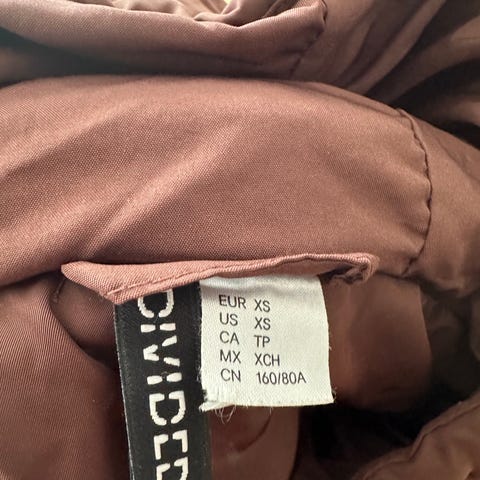 DIVIDED
EUR XS
US XS
CA TP
MX XCH
CN 160/80A